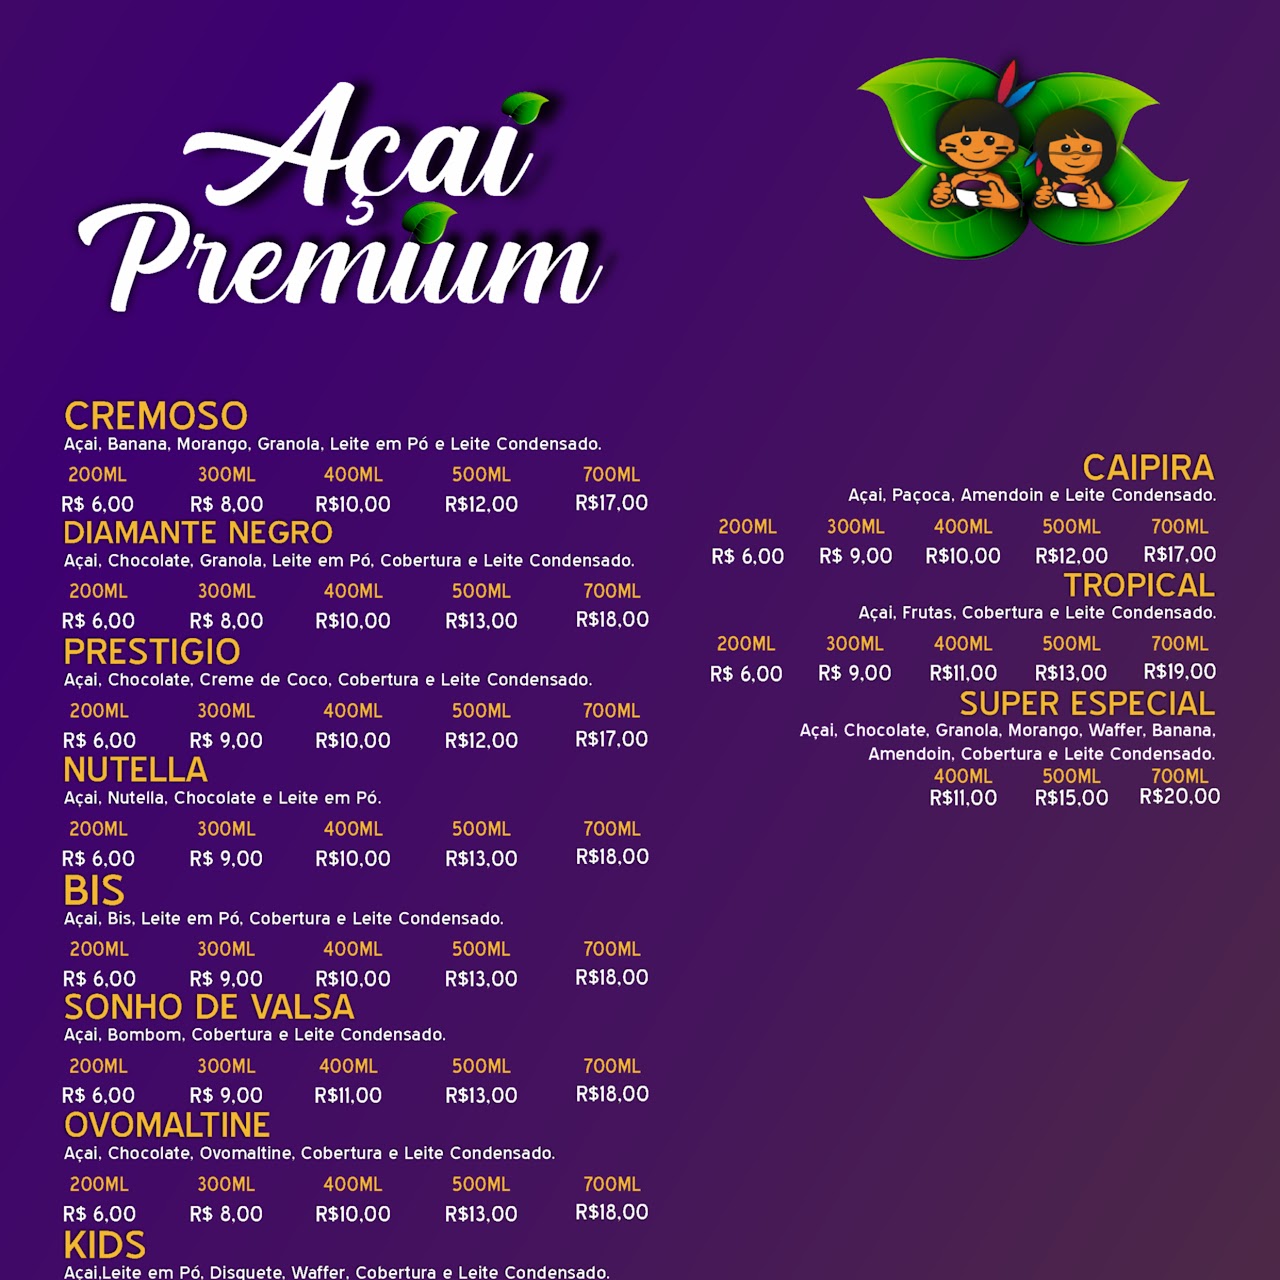 Açai
Premium
CREMOSO
Açai, Banana, Morango, Granola, Leite em Pó e Leite Condensado.
200ML 300ML 400ML 500ML 700ML
R$ 6,00 R$ 8,00 R$10,00 R$12,00 R$17,00
DIAMANTE NEGRO
Açai, Chocolate, Granola, Leite em Pó, Cobertura e Leite Condensado.
200ML 300ML 400ML 500ML 700ML
R$ 6,00 R$ 8,00 R$10,00 R$13,00 R$18,00
PRESTIGIO
Açai, Chocolate, Creme de Coco, Cobertura e Leite Condensado.
200ML 300ML 400ML 500ML 700ML
R$ 6,00 R$ 9,00 R$10,00 R$12,00 R$17,00
NUTELLA
Açai, Nutella, Chocolate e Leite em Pó.
200ML 300ML 400ML 500ML 700ML
R$ 6,00 R$ 9,00 R$10,00 R$13,00 R$18,00
BIS
Açai, Bis, Leite em Pó, Cobertura e Leite Condensado.
200ML 300ML 400ML 500ML 700ML
R$ 6,00 R$ 9,00 R$10,00 R$13,00 R$18,00
SONHO DE VALSA
Açai, Bombom, Cobertura e Leite Condensado.
200ML 300ML 400ML 500ML 700ML
R$ 6,00 R$ 9,00 R$11,00 R$13,00 R$18,00
OVOMALTINE
Açai, Chocolate, Ovomaltine, Cobertura e Leite Condensado.
200ML 300ML 400ML 500ML 700ML
R$ 6,00 R$ 8,00 R$10,00 R$13,00 R$18,00
KIDS
Açai,Leite em Pó, Disquete, Waffer, Cobertura e Leite Condensado.
CAIPIRA
Açai, Paçoca, Amendoin e Leite Condensado.
200ML 300ML 400ML 500ML 700ML
R$ 6,00 R$ 9,00 R$10,00 R$12,00 R$17,00
TROPICAL
Açai, Frutas, Cobertura e Leite Condensado.
200ML 300ML 400ML 500ML 700ML
R$ 6,00 R$ 9,00 R$11,00 R$13,00 R$19,00
SUPER ESPECIAL
Açai, Chocolate, Granola, Morango, Waffer, Banana,
Amendoin, Cobertura e Leite Condensado.
400ML 500ML 700ML
R$11,00 R$15,00 R$20,00